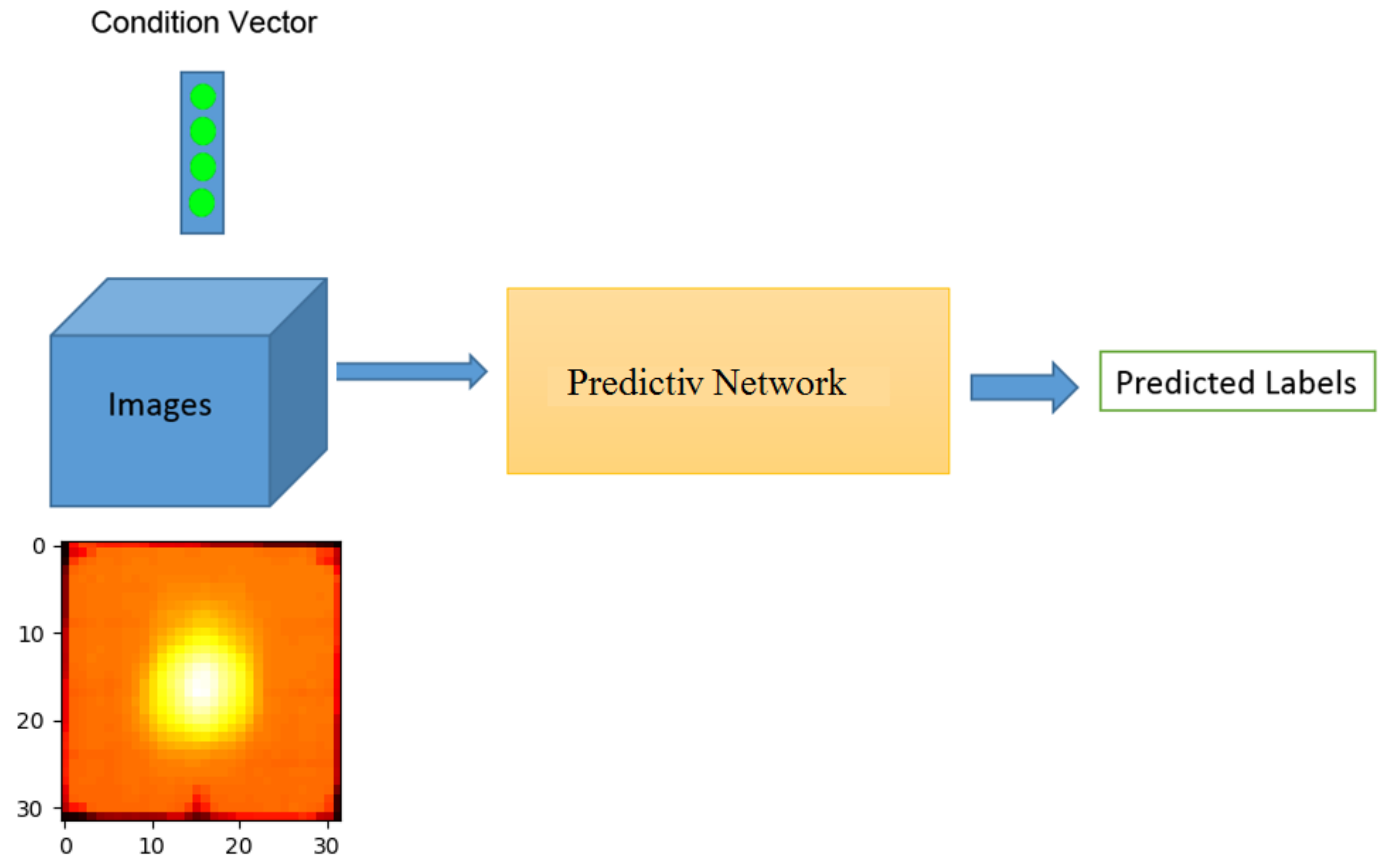 Condition Vector
Images
Predictiv Network
Predicted Labels
0
10
20
30
0 10 20 30